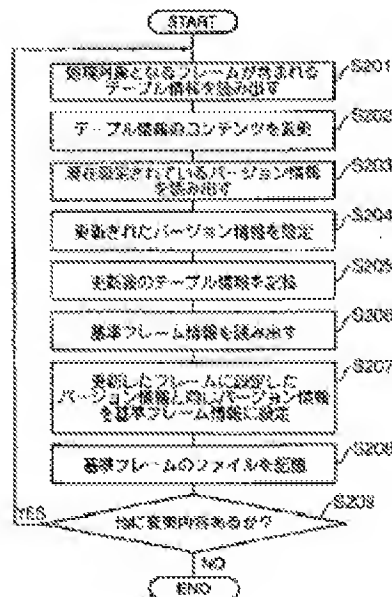 START
処理対象となるフレームが含まれる
テーブル情報を読み出す
S201
テーブル情報のコンテンツを更新
S202
現在設定されているバージョン情報
を読み出す
S203
更新されたバージョン情報を設定
S204
更新後のテーブル情報を記憶
S205
基準フレーム情報を読み出す
S206
更新したフレームに設定した
バージョン情報と同じバージョン情報
を基準フレーム情報に設定
S207
基準フレームのファイルを記憶
S208
他に変更内容あるか?
S209
YES
NO
END